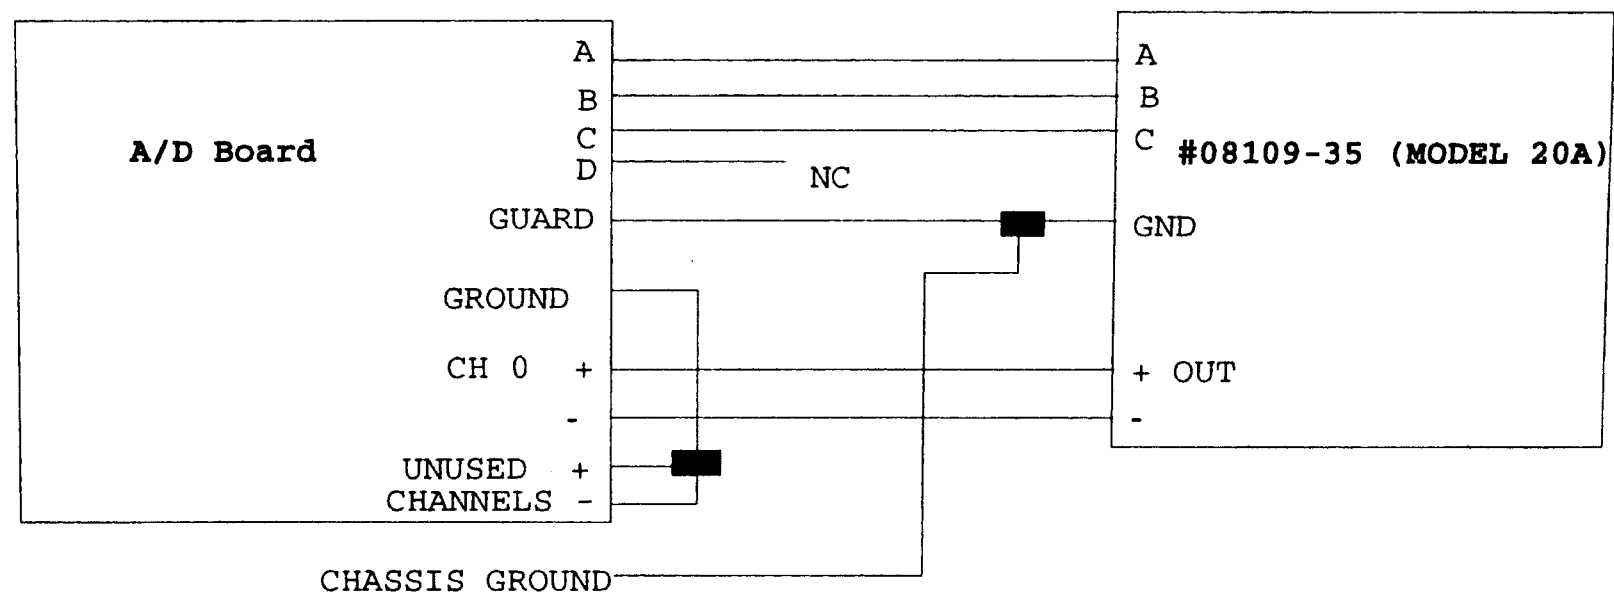 A
B
C
D
A/D Board
NC
GUARD
GROUND
CH 0 +
-
UNUSED +
CHANNELS -
CHASSIS GROUND
A
B
C
#08109-35 (MODEL 20A)
GND
+ OUT
-